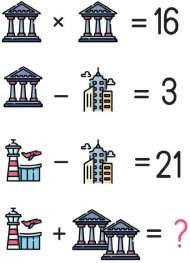 × = 16
− = 3
− = 21
+ = ?